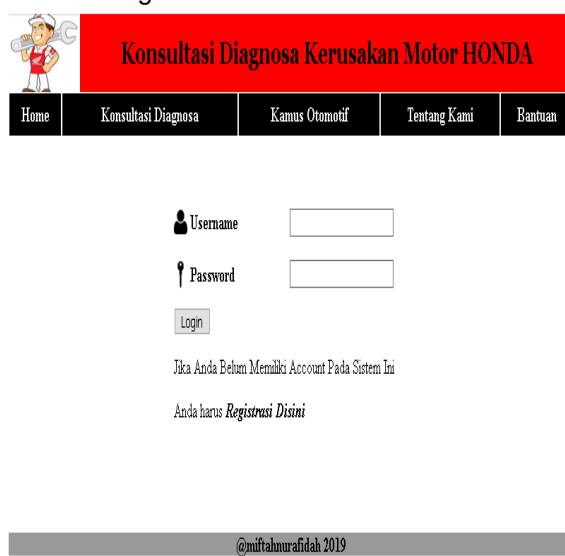 Konsultasi Diagnosa Kerusakan Motor HONDA
Home Konsultasi Diagnosa Kamus Otomotif Tentang Kami Bantuan
Username
Password
Login
Jika Anda Belum Memiliki Account Pada Sistem Ini
Anda harus Registrasi Disini
@miftahnurafidah 2019